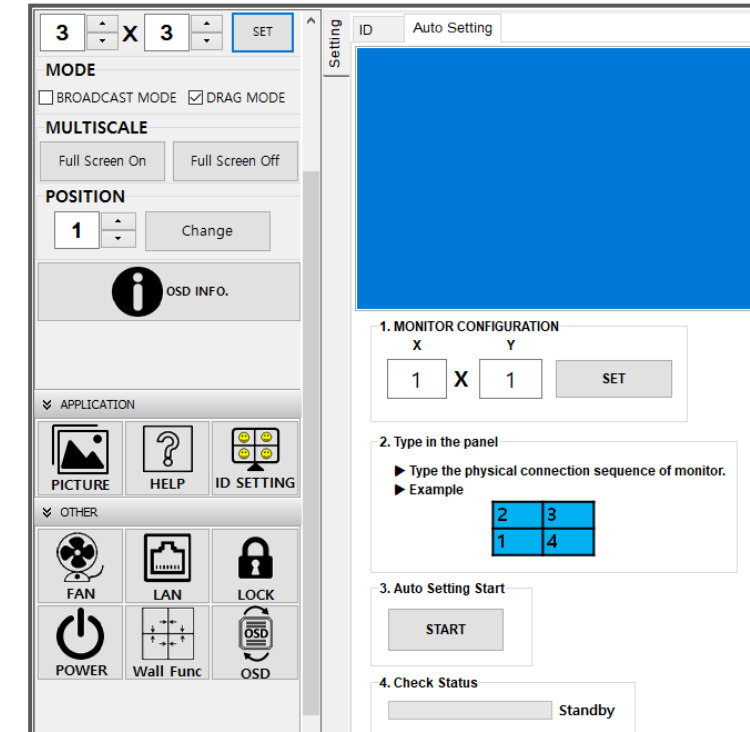 3 X 3 SET
MODE
BROADCAST MODE DRAG MODE
MULTISCALE
Full Screen On Full Screen Off
POSITION
1 Change
OSD INFO.
APPLICATION
PICTURE HELP ID SETTING
OTHER
FAN LAN LOCK
OSD
POWER Wall Func OSD
Setting
ID Auto Setting
1. MONITOR CONFIGURATION
X Y
1 X 1 SET
2. Type in the panel
Type the physical connection sequence of monitor.
Example
2 3
1 4
3. Auto Setting Start
START
4. Check Status
Standby